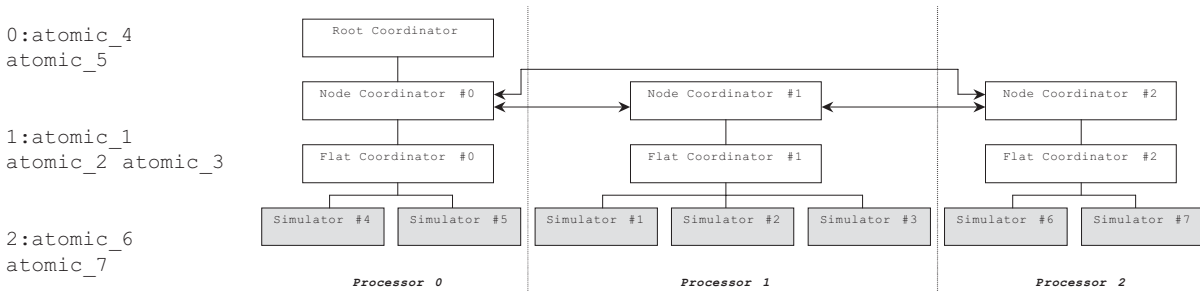 0:atomic_4
atomic_5
1:atomic_1
atomic_2 atomic_3
2:atomic_6
atomic_7
Root Coordinator
Node Coordinator #0
Node Coordinator #1
Node Coordinator #2
Flat Coordinator #0
Flat Coordinator #1
Flat Coordinator #2
Simulator #4
Simulator #5
Simulator #1
Simulator #2
Simulator #3
Simulator #6
Simulator #7
Processor 0
Processor 1
Processor 2